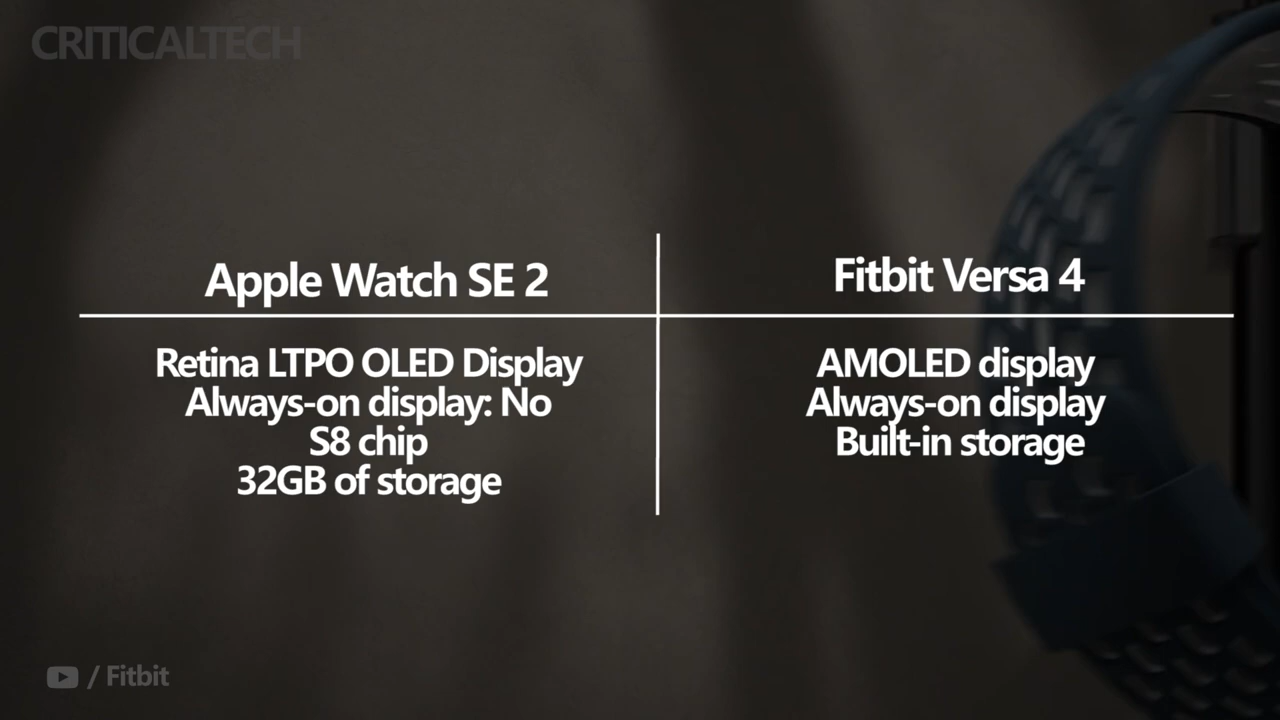 CRITICALTECH
Apple Watch SE 2
Retina LTPO OLED Display
Always-on display: No
S8 chip
32GB of storage
Fitbit Versa 4
AMOLED display
Always-on display
Built-in storage
/ Fitbit